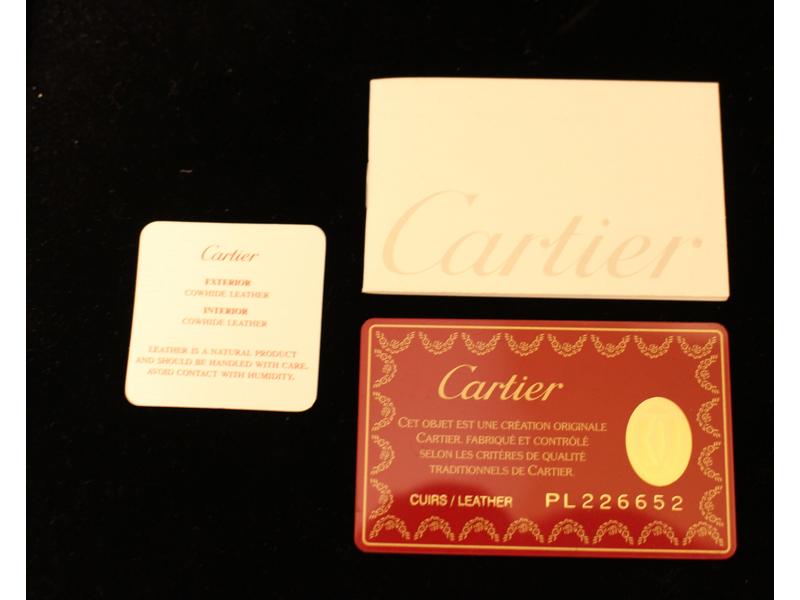 Cartier
EXTERIOR
COWHIDE LEATHER
INTERIOR
COWHIDE LEATHER
LEATHER IS A NATURAL PRODUCT
AND SHOULD BE HANDLED WITH CARE.
AVOID CONTACT WITH HUMIDITY.
Cartier
Cartier
CET OBJET EST UNE CRÉATION ORIGINALE
CARTIER, FABRIQUÉ ET CONTRÔLÉ
SELON LES CRITÈRES DE QUALITÉ
TRADITIONNELS DE CARTIER.
CUIRS / LEATHER PL226652